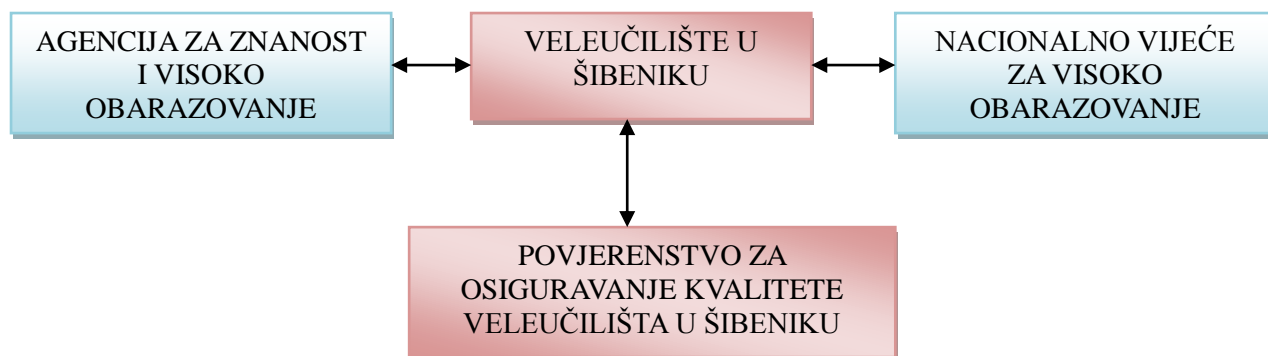 AGENCIJA ZA ZNANOST
I VISOKO
OBARAZOVANJE
VELEUČILIŠTE U
ŠIBENIKU
NACIONALNO VIJEĆE
ZA VISOKO
OBARAZOVANJE
POVJERENSTVO ZA
OSIGURAVANJE KVALITETE
VELEUČILIŠTA U ŠIBENIKU